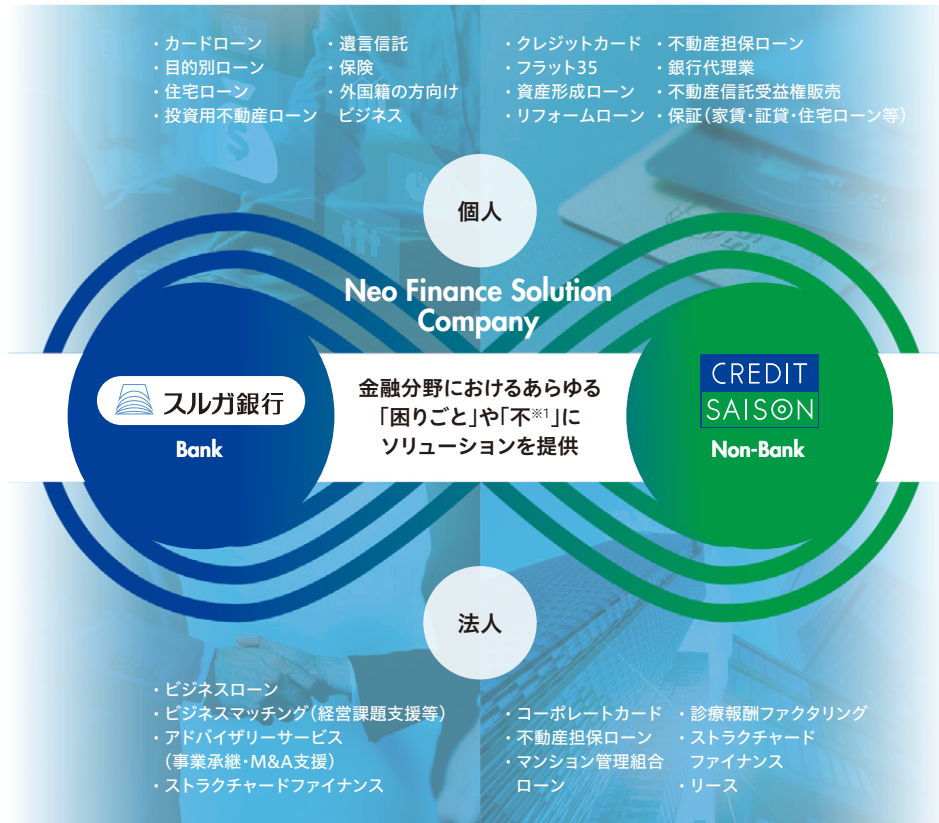 ・カードローン
・目的別ローン
・住宅ローン
・投資用不動産ローン
・遺言信託
・保険
・外国籍の方向け
ビジネス
・クレジットカード
・フラット35
・資産形成ローン
・リフォームローン
・不動産担保ローン
・銀行代理業
・不動産信託受益権販売
・保証（家賃・証貸・住宅ローン等）
個人
Neo Finance Solution
Company
スルガ銀行
Bank
金融分野におけるあらゆる
「困りごと」や「不※1」に
ソリューションを提供
CREDIT
SAISON
Non-Bank
法人
・ビジネスローン
・ビジネスマッチング（経営課題支援等）
・アドバイザリーサービス
（事業承継・M&A支援）
・ストラクチャードファイナンス
・コーポレートカード
・不動産担保ローン
・マンション管理組合
ローン
・診療報酬ファクタリング
・ストラクチャード
ファイナンス
・リース